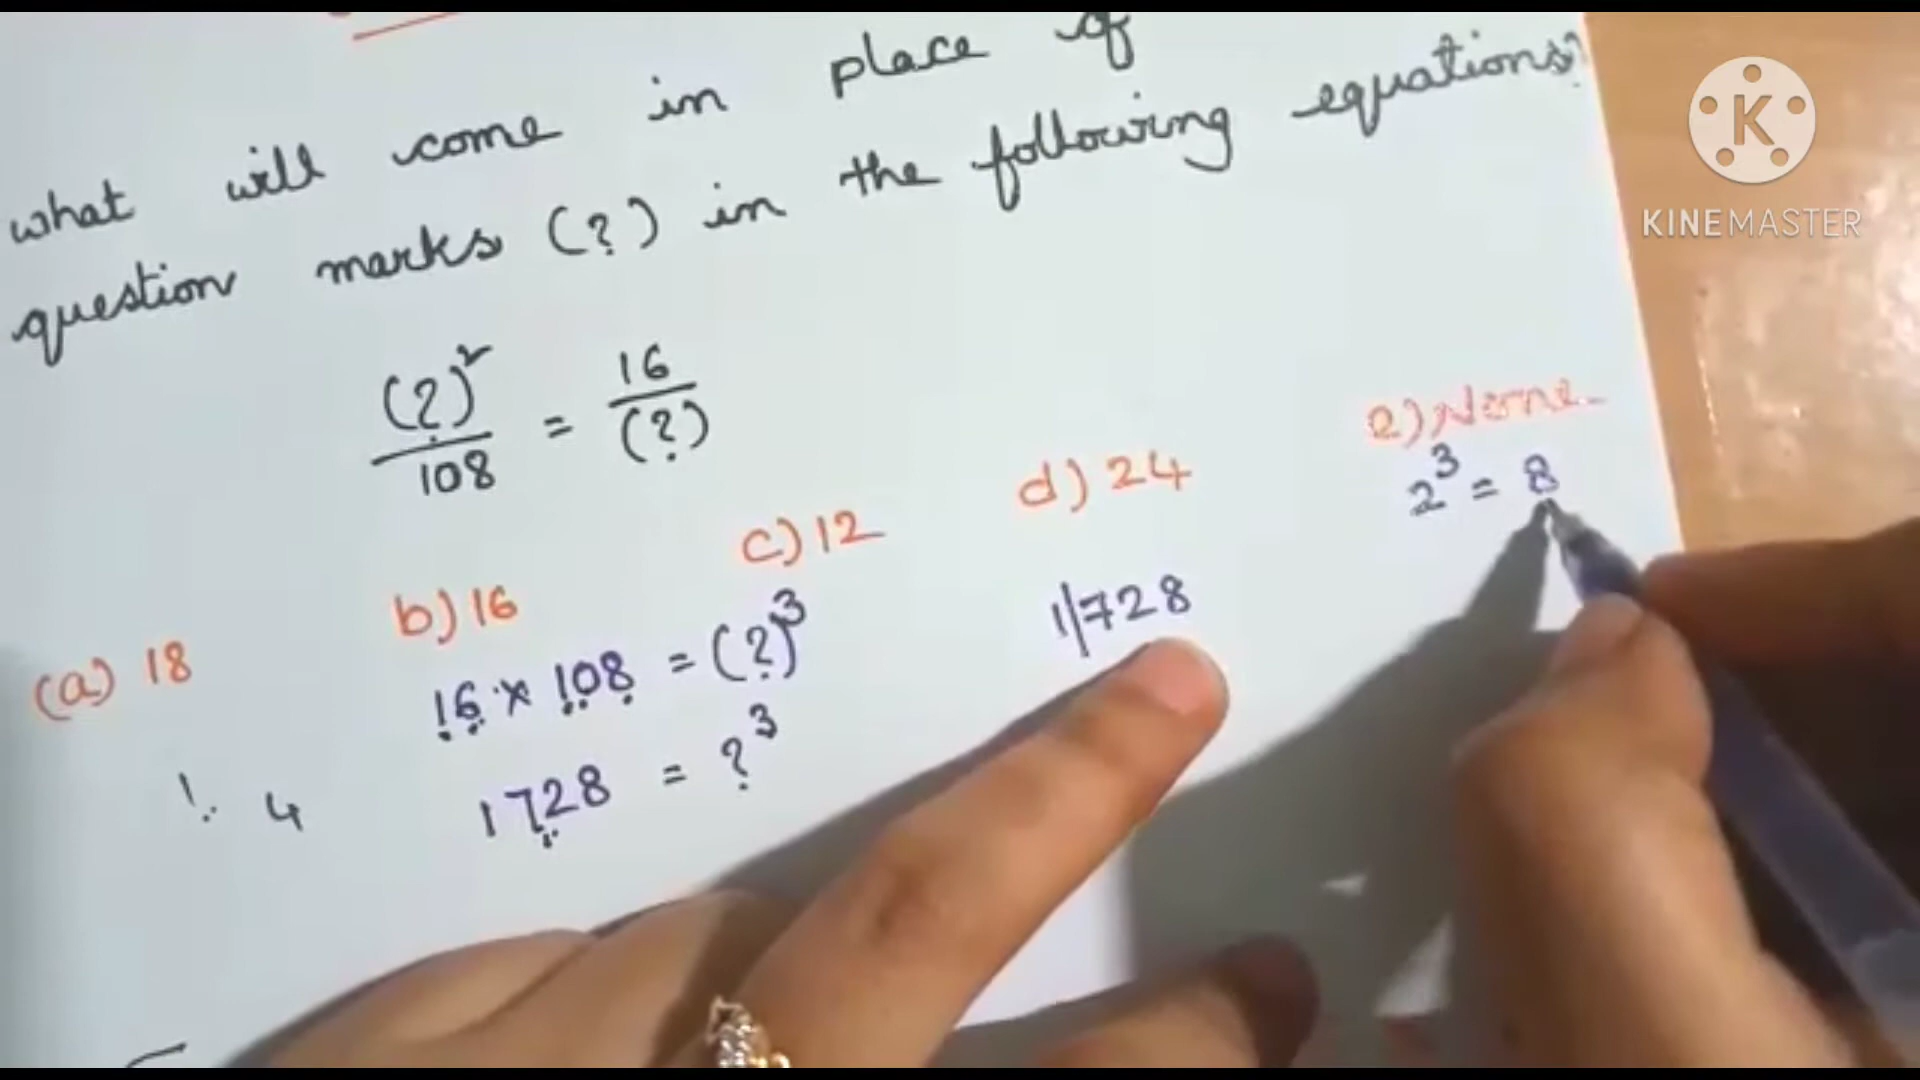 what will come in place of
question marks (?) in the following equations?
(?)² / 108 = 16 / (?)
(a) 18
b) 16
c) 12
d) 24
e) None
2³ = 8
16 × 108 = (?)³
1|728
1728 = ?³
4
K
KINEMASTER